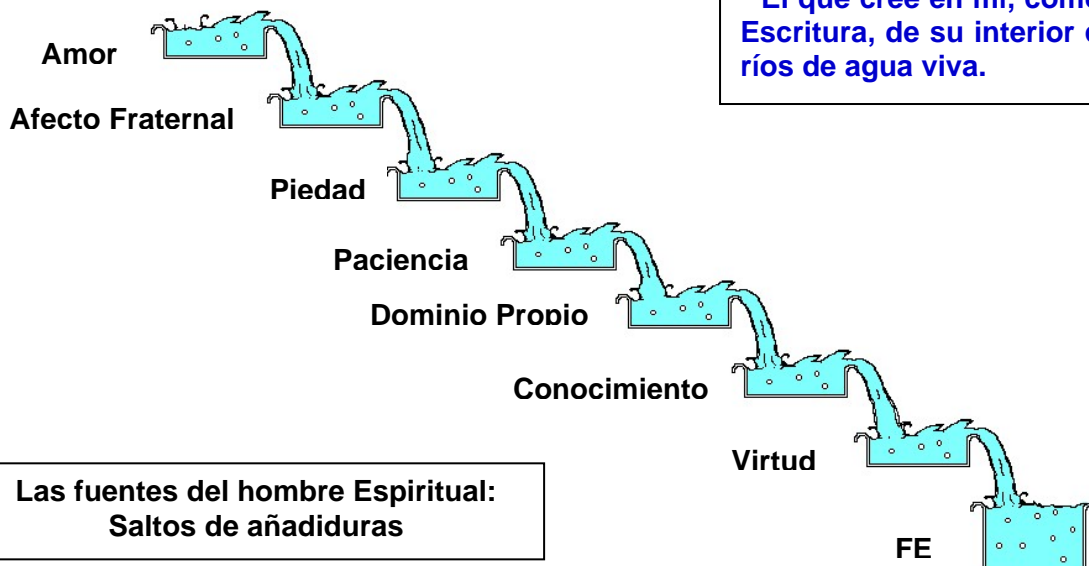 El que cree en mí, como
Escritura, de su interior
ríos de agua viva.
Amor
Afecto Fraternal
Piedad
Paciencia
Dominio Propio
Conocimiento
Virtud
FE
Las fuentes del hombre Espiritual:
Saltos de añadiduras